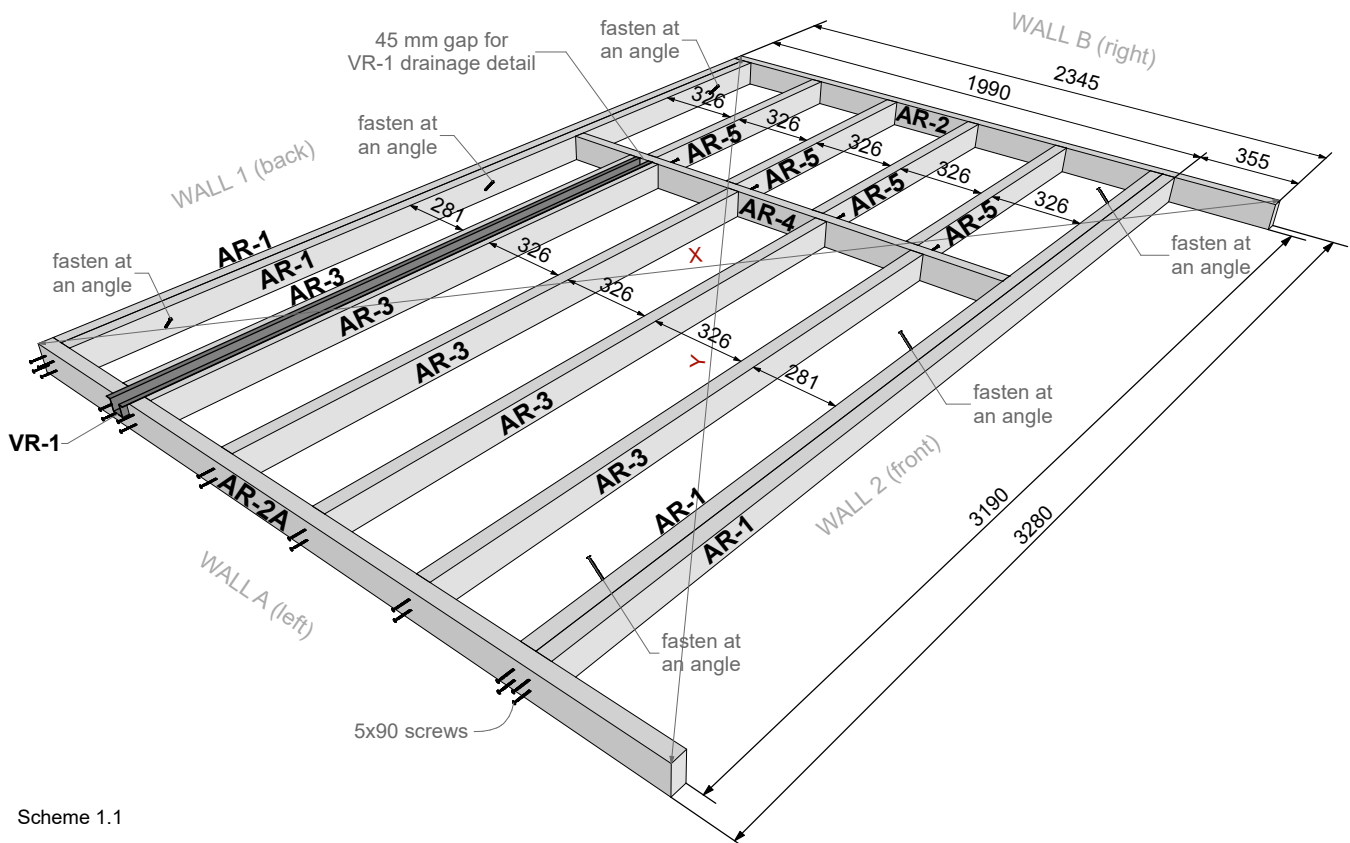 WALL B (right)
45 mm gap for
VR-1 drainage detail
fasten at
an angle
2345
1990
355
326
326
326
326
326
AR-2
AR-5
AR-5
AR-5
AR-5
fasten at
an angle
WALL 1 (back)
AR-4
281
326
326
326
281
X
Y
fasten at
an angle
fasten at
an angle
AR-1
AR-1
AR-3
AR-3
AR-3
AR-3
AR-3
fasten at
an angle
VR-1
AR-2A
AR-1
AR-1
WALL 2 (front)
3190
3280
WALL A (left)
fasten at
an angle
5x90 screws
Scheme 1.1